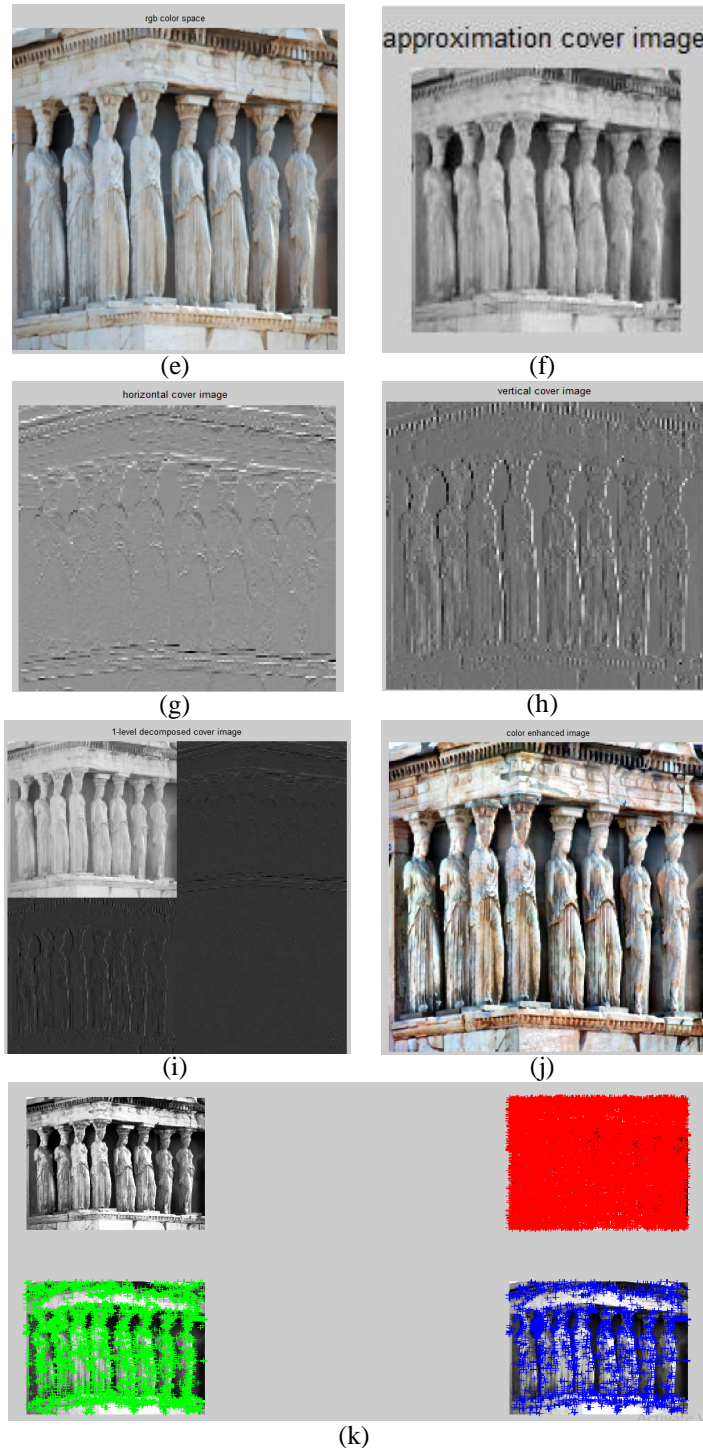 rgb color space
approximation cover image
(e)
(f)
horizontal cover image
vertical cover image
(g)
(h)
1-level decomposed cover image
color enhanced image
(i)
(j)
(k)